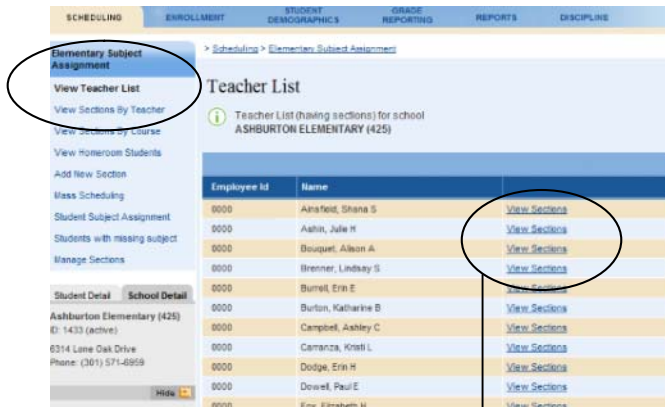 SCHEDULING ENROLLMENT STUDENT DEMOGRAPHICS GRADE REPORTING REPORTS DISCIPLINE
Elementary Subject
Assignment
View Teacher List
View Sections By Teacher
View Sections By Course
View Homeroom Students
Add New Section
Mass Scheduling
Student Subject Assignment
Students with missing subject
Manage Sections
Student Detail School Detail
Ashburton Elementary (425)
ID: 1433 (active)
6314 Lone Oak Drive
Phone: (301) 571-6959
Hide
> Scheduling > Elementary Subject Assignment
Teacher List
Teacher List (having sections) for school
ASHBURTON ELEMENTARY (425)
Employee Id Name
0000 Ainsfield, Shana S View Sections
0000 Ashin, Julie H View Sections
0000 Bouquet, Alison A View Sections
0000 Brenner, Lindsay S View Sections
0000 Burrell, Erin E View Sections
0000 Burton, Katharine B View Sections
0000 Campbell, Ashley C View Sections
0000 Carranza, Kristi L View Sections
0000 Dodge, Erin H View Sections
0000 Dowell, Paul E View Sections
0000 Elizabeth H View Sections